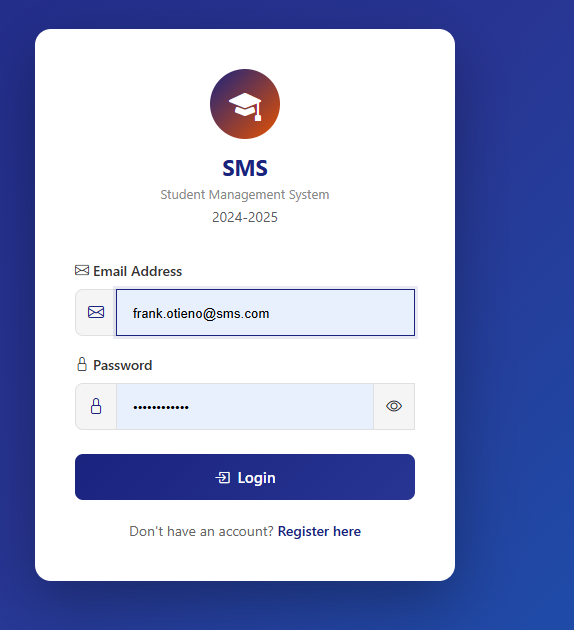 SMS
Student Management System
2024-2025
Email Address
frank.otieno@sms.com
Password
••••••••••••
Login
Don't have an account? Register here